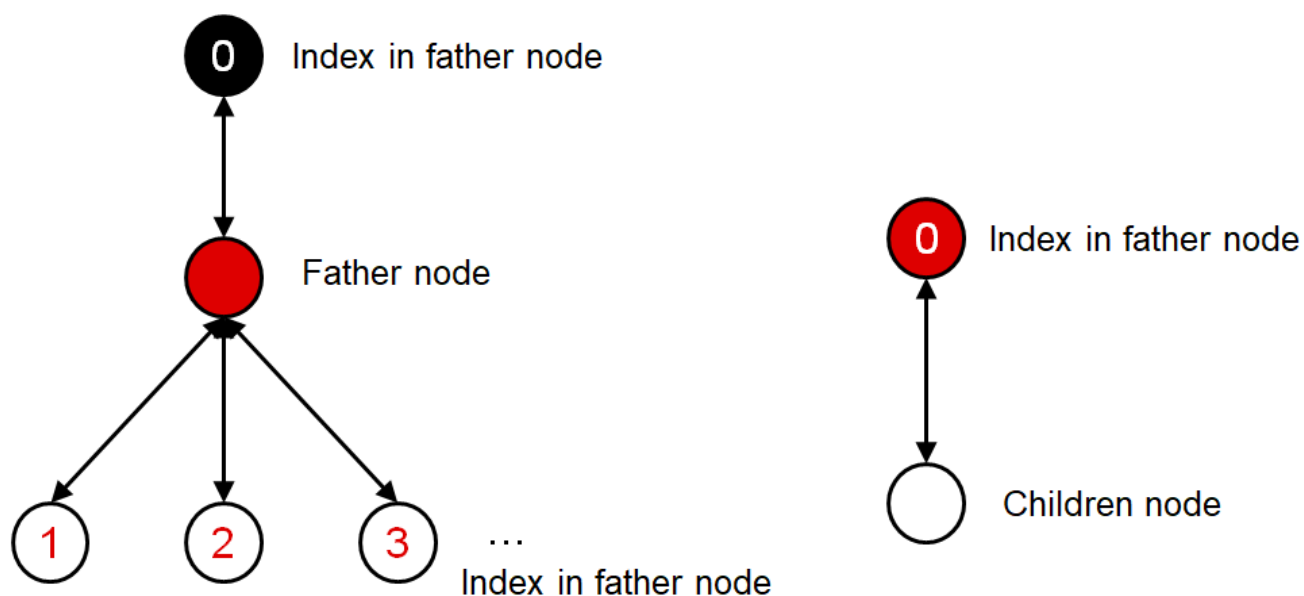 0 Index in father node
Father node
1 2 3 ...
Index in father node
0 Index in father node
Children node